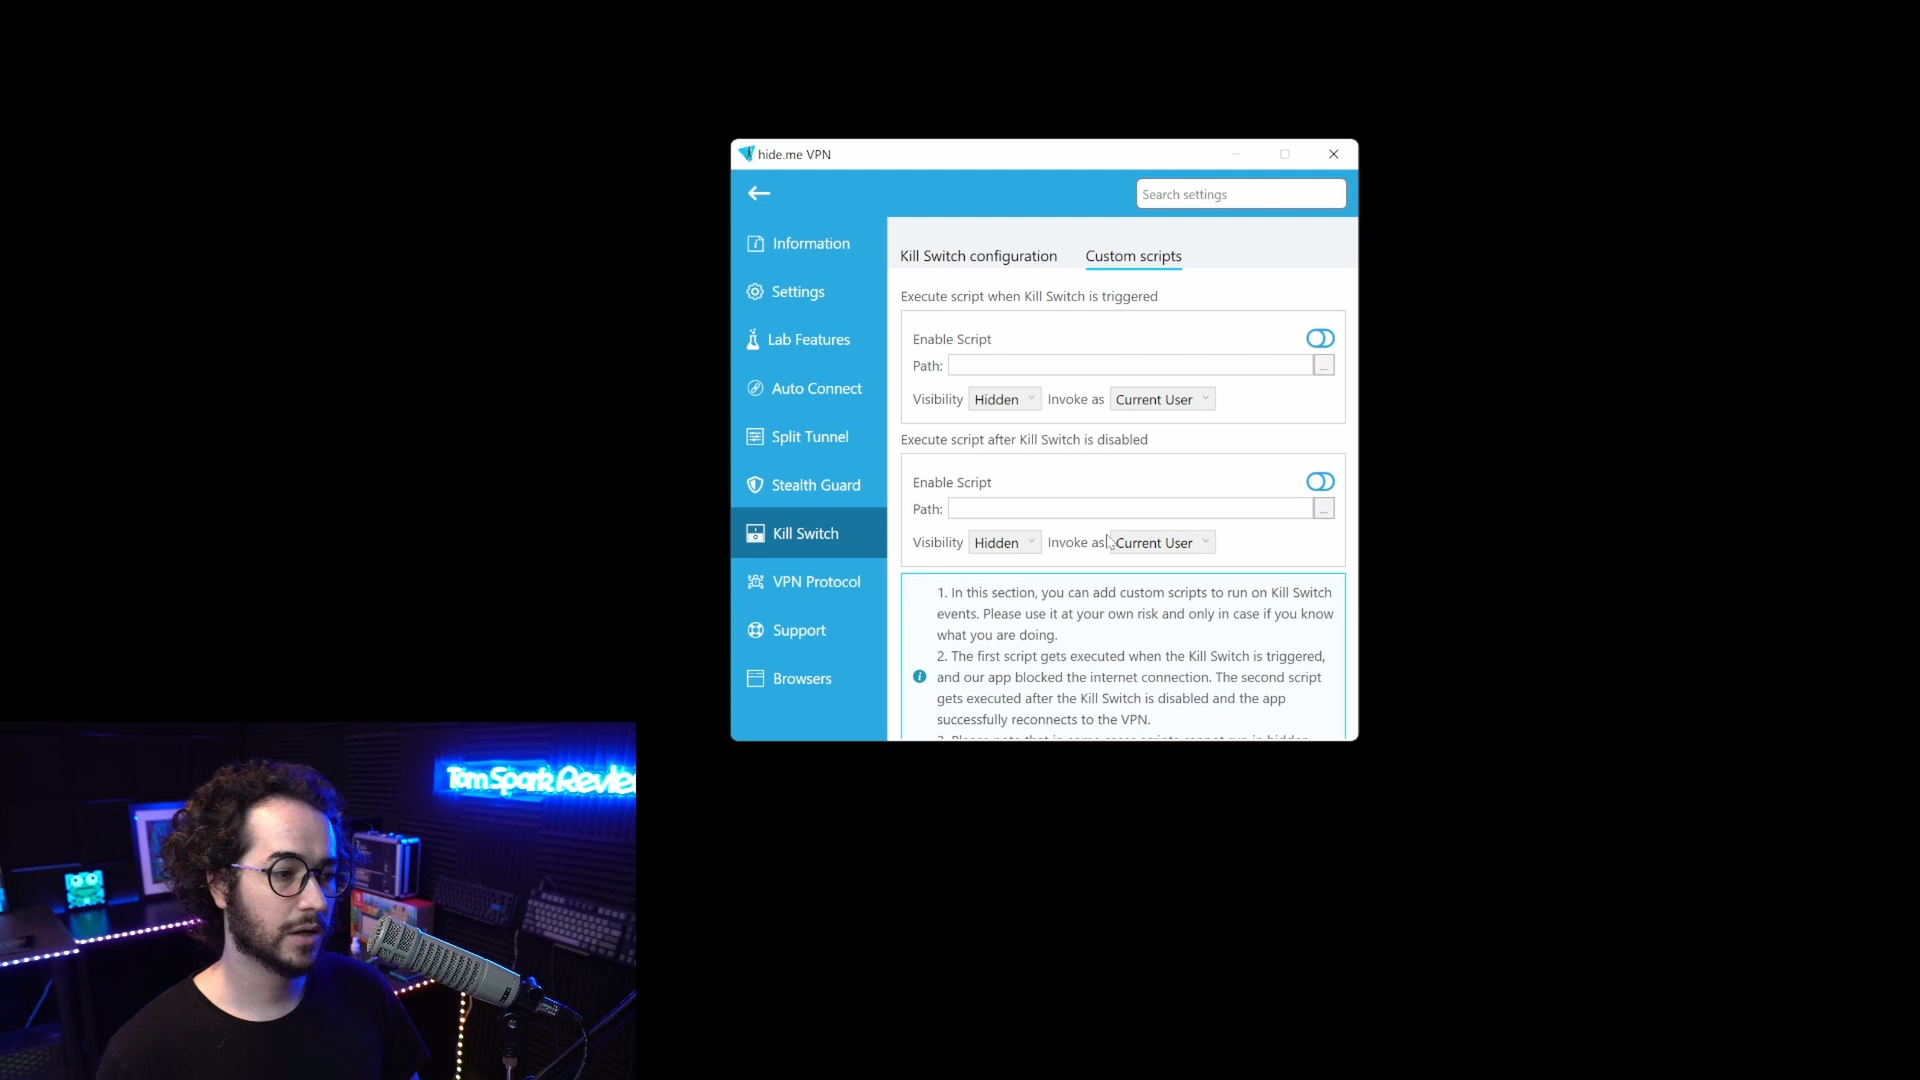 hide.me VPN
Search settings
Information
Settings
Lab Features
Auto Connect
Split Tunnel
Stealth Guard
Kill Switch
VPN Protocol
Support
Browsers
Kill Switch configuration
Custom scripts
Execute script when Kill Switch is triggered
Enable Script
Path:
...
Visibility Hidden Invoke as Current User
Execute script after Kill Switch is disabled
Enable Script
Path:
...
Visibility Hidden Invoke as Current User
1. In this section, you can add custom scripts to run on Kill Switch
events. Please use it at your own risk and only in case if you know
what you are doing.
2. The first script gets executed when the Kill Switch is triggered,
and our app blocked the internet connection. The second script
gets executed after the Kill Switch is disabled and the app
successfully reconnects to the VPN.
Tom Spark Revie